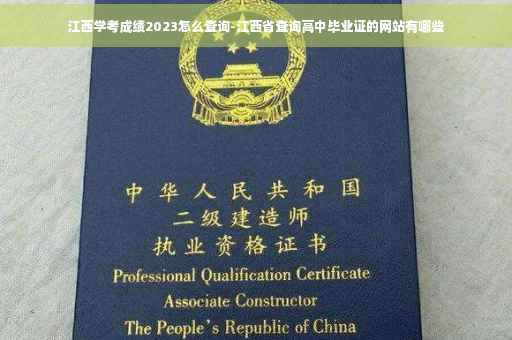 江西学考成绩2023怎么查询-江西省查询高中毕业证的网站有哪些
中华人民共和国
二级建造师
执业资格证书
Professional Qualification Certificate
Associate Constructor
The People's Republic of China